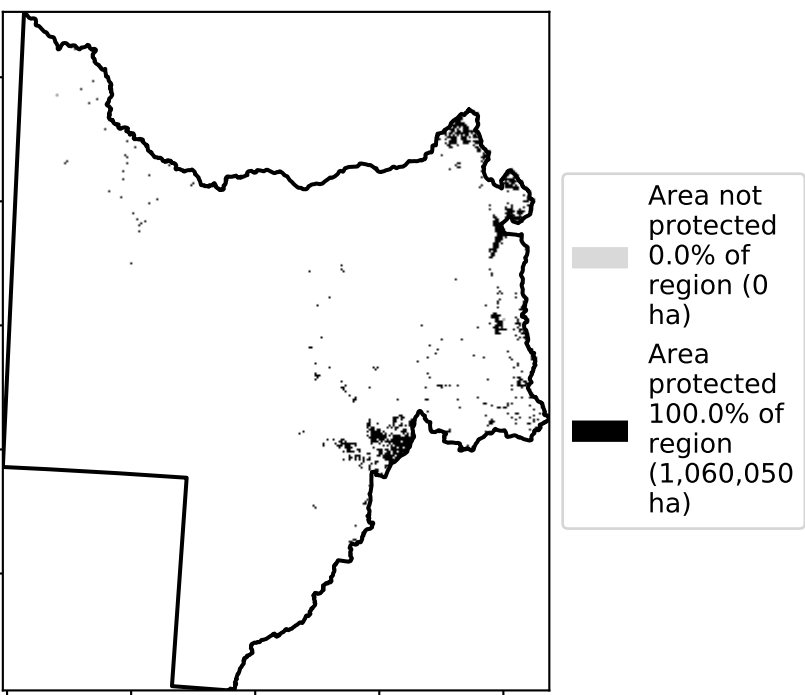 Area not
protected
0.0% of
region (0
ha)
Area
protected
100.0% of
region
(1,060,050
ha)